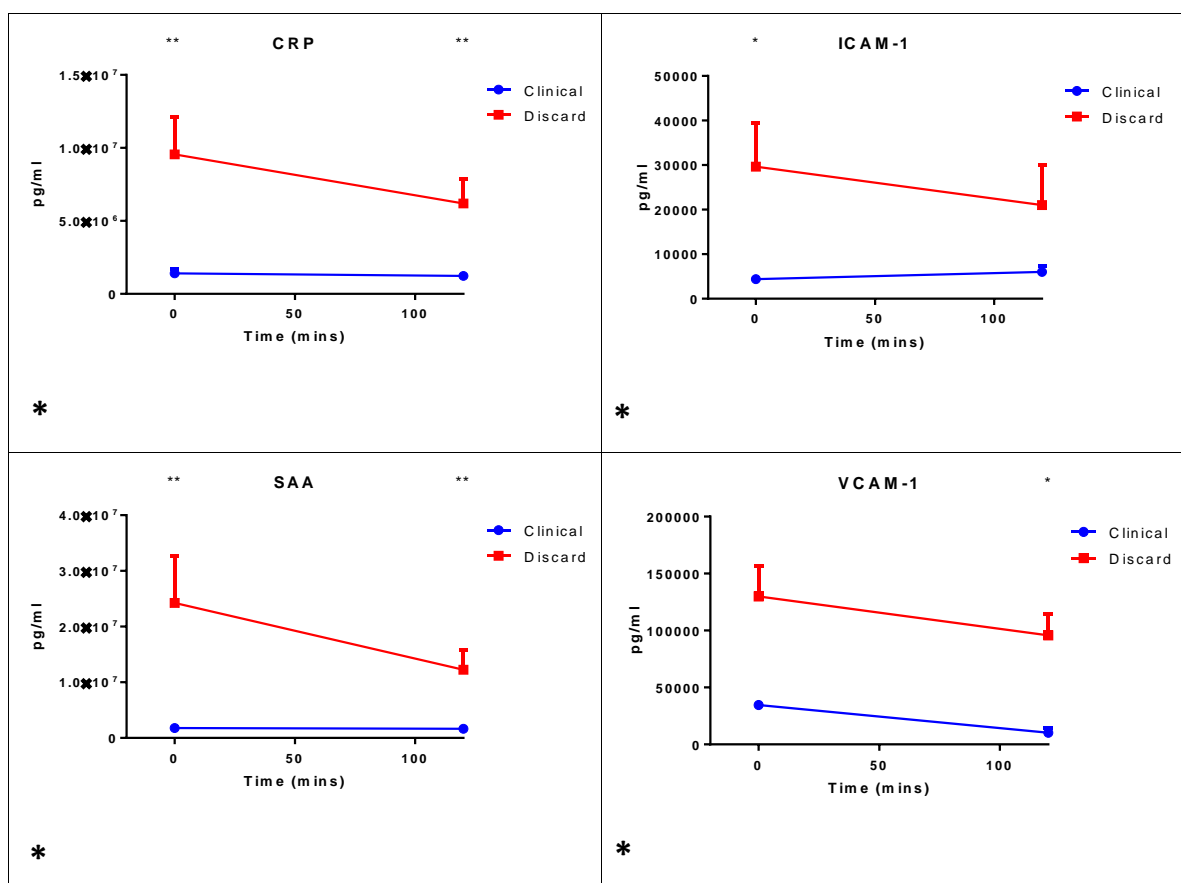 ** CRP **
1.5✖10⁷
1.0✖10⁷
5.0✖10⁶
0
pg/ml
0 50 100
Time (mins)
Clinical
Discard
*
* ICAM-1
50000
40000
30000
20000
10000
0
pg/ml
0 50 100
Time (mins)
Clinical
Discard
*
** SAA **
4.0✖10⁷
3.0✖10⁷
2.0✖10⁷
1.0✖10⁷
0
pg/ml
0 50 100
Time (mins)
Clinical
Discard
*
VCAM-1 *
200000
150000
100000
50000
0
pg/ml
0 50 100
Time (mins)
Clinical
Discard
*